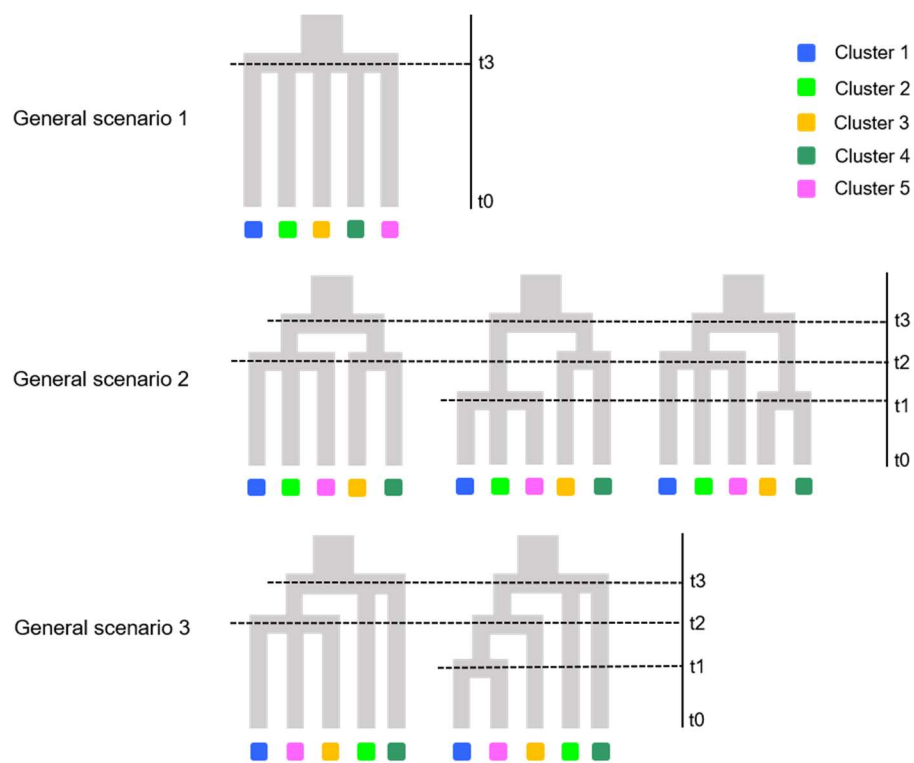 General scenario 1
t3
t0
Cluster 1
Cluster 2
Cluster 3
Cluster 4
Cluster 5
General scenario 2
t3
t2
t1
t0
General scenario 3
t3
t2
t1
t0